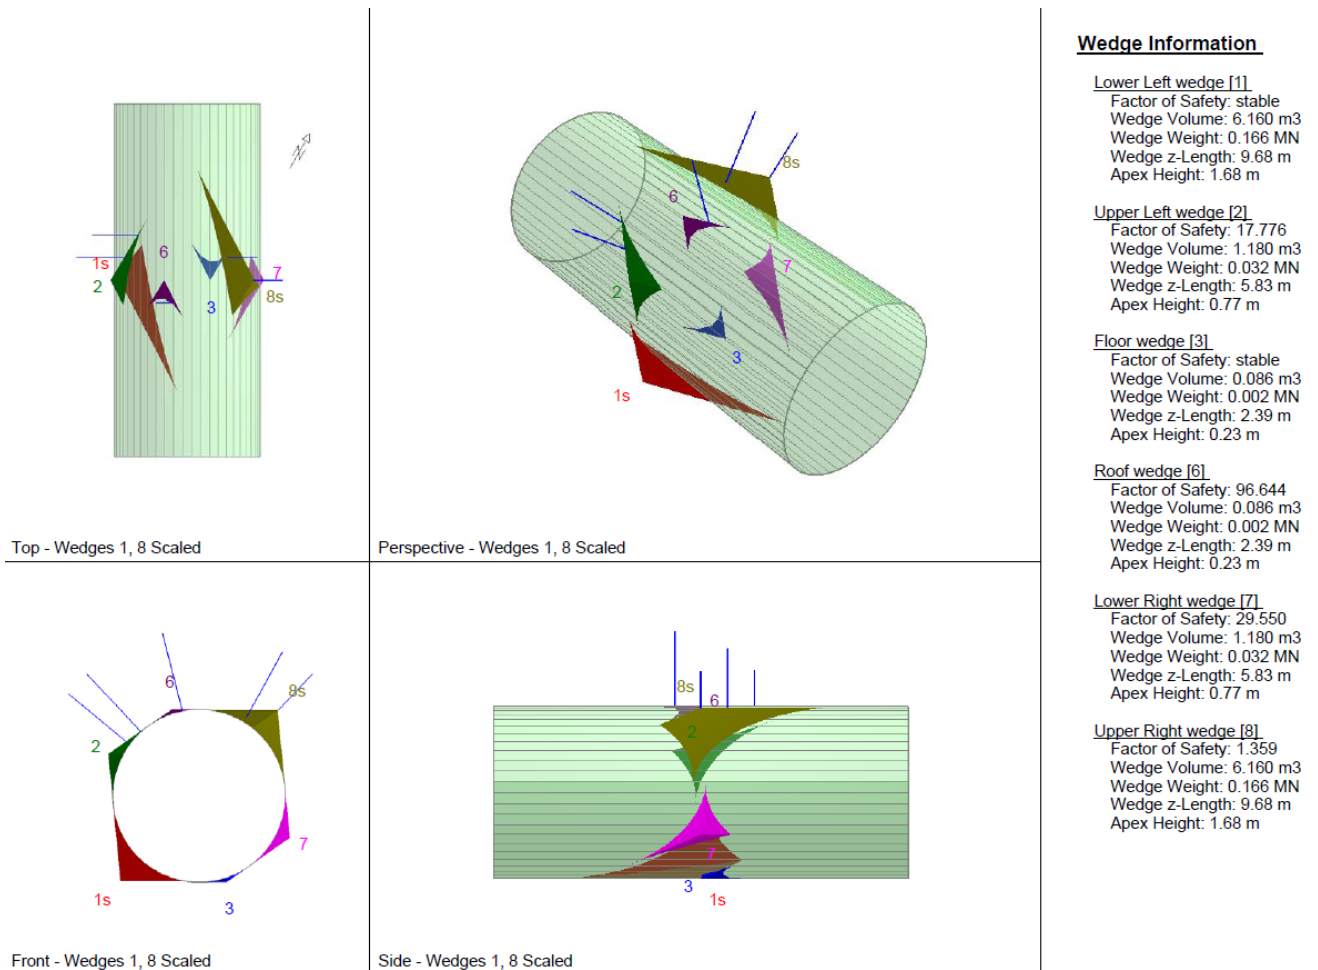 1s
2
6
3
7
8s
N
Top - Wedges 1, 8 Scaled
8s
6
7
2
3
1s
Perspective - Wedges 1, 8 Scaled
6
8s
2
7
1s
3
Front - Wedges 1, 8 Scaled
8s
6
2
7
3
1s
Side - Wedges 1, 8 Scaled
Wedge Information
Lower Left wedge [1]
Factor of Safety: stable
Wedge Volume: 6.160 m3
Wedge Weight: 0.166 MN
Wedge z-Length: 9.68 m
Apex Height: 1.68 m
Upper Left wedge [2]
Factor of Safety: 17.776
Wedge Volume: 1.180 m3
Wedge Weight: 0.032 MN
Wedge z-Length: 5.83 m
Apex Height: 0.77 m
Floor wedge [3]
Factor of Safety: stable
Wedge Volume: 0.086 m3
Wedge Weight: 0.002 MN
Wedge z-Length: 2.39 m
Apex Height: 0.23 m
Roof wedge [6]
Factor of Safety: 96.644
Wedge Volume: 0.086 m3
Wedge Weight: 0.002 MN
Wedge z-Length: 2.39 m
Apex Height: 0.23 m
Lower Right wedge [7]
Factor of Safety: 29.550
Wedge Volume: 1.180 m3
Wedge Weight: 0.032 MN
Wedge z-Length: 5.83 m
Apex Height: 0.77 m
Upper Right wedge [8]
Factor of Safety: 1.359
Wedge Volume: 6.160 m3
Wedge Weight: 0.166 MN
Wedge z-Length: 9.68 m
Apex Height: 1.68 m